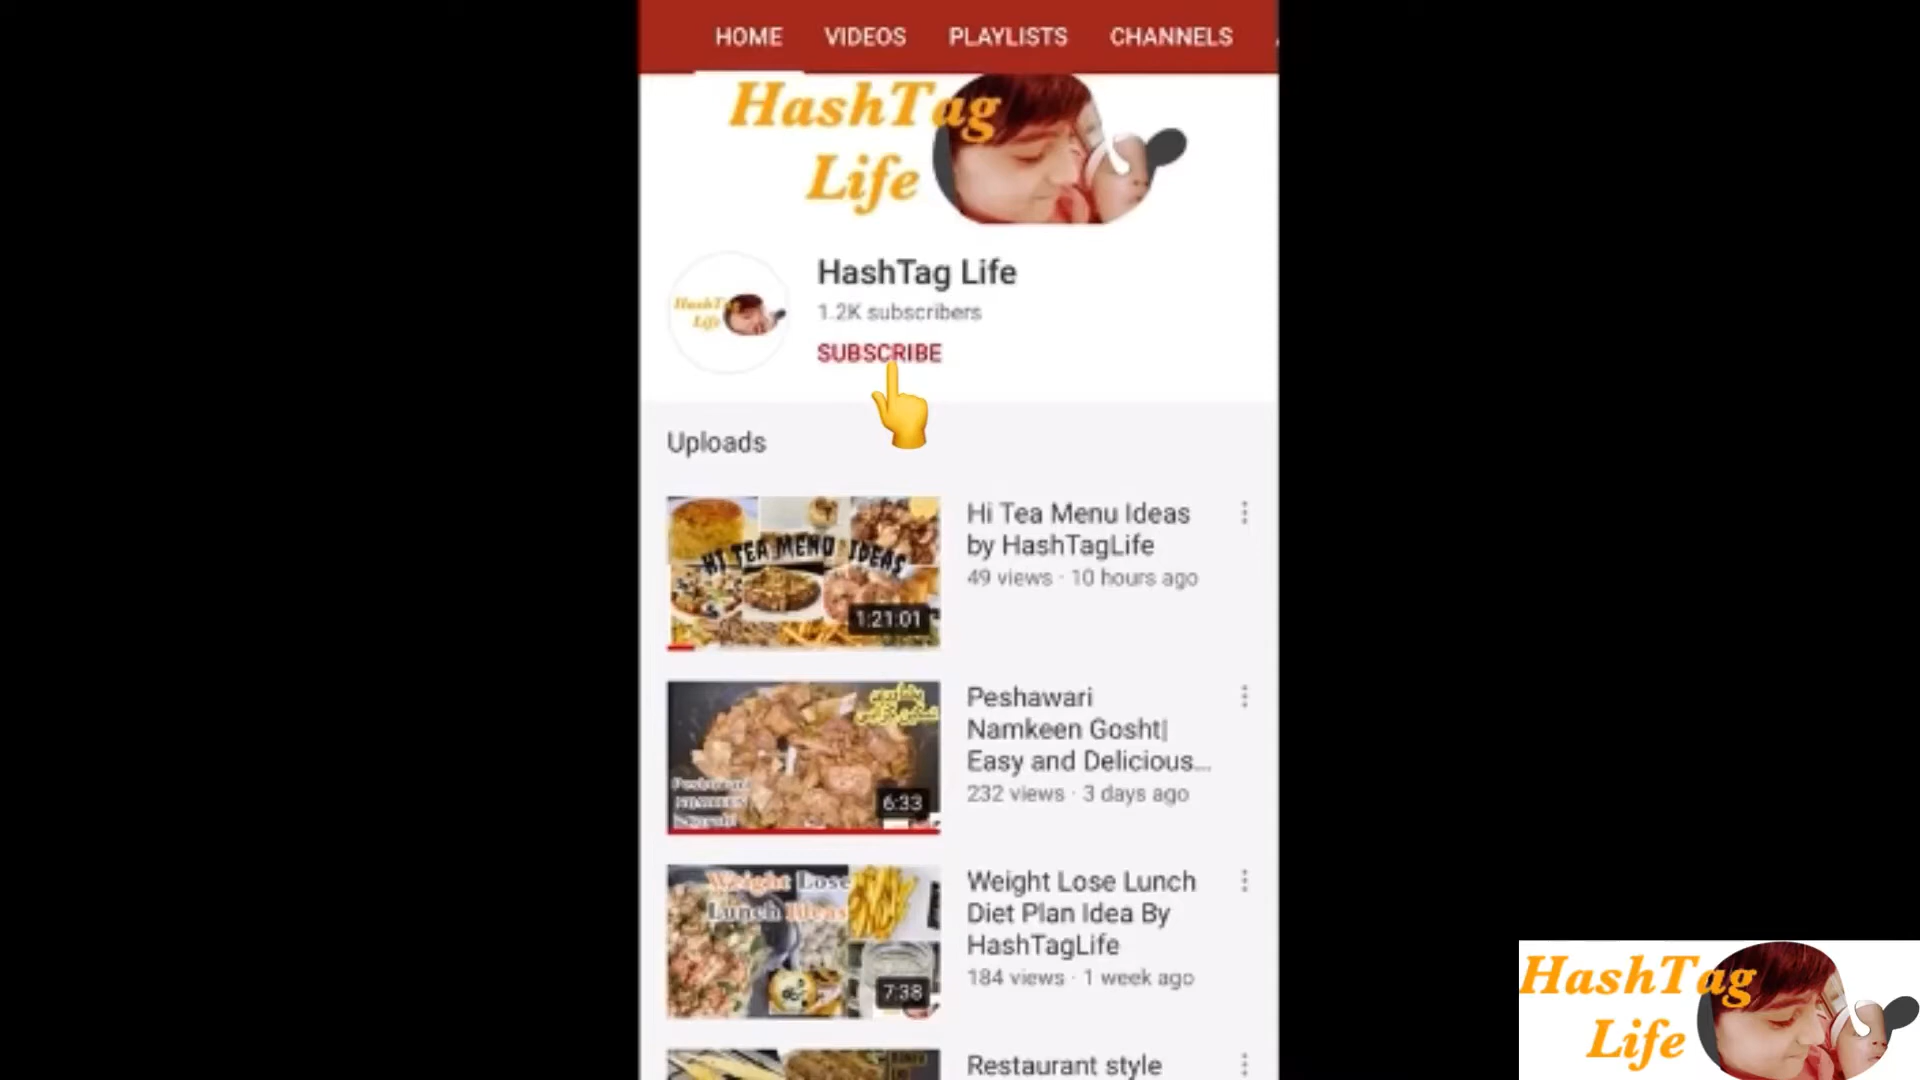 HOME VIDEOS PLAYLISTS CHANNELS
HashTag
Life
HashTag Life
1.2K subscribers
SUBSCRIBE
HashTag
Life
Uploads
HI TEA MENU IDEAS
1:21:01
Hi Tea Menu Ideas
by HashTagLife
49 views · 10 hours ago
6:33
Peshawari
Namkeen Gosht|
Easy and Delicious...
232 views · 3 days ago
Weight Lose
Lunch Ideas
7:38
Weight Lose Lunch
Diet Plan Idea By
HashTagLife
184 views · 1 week ago
Restaurant style
HashTag
Life